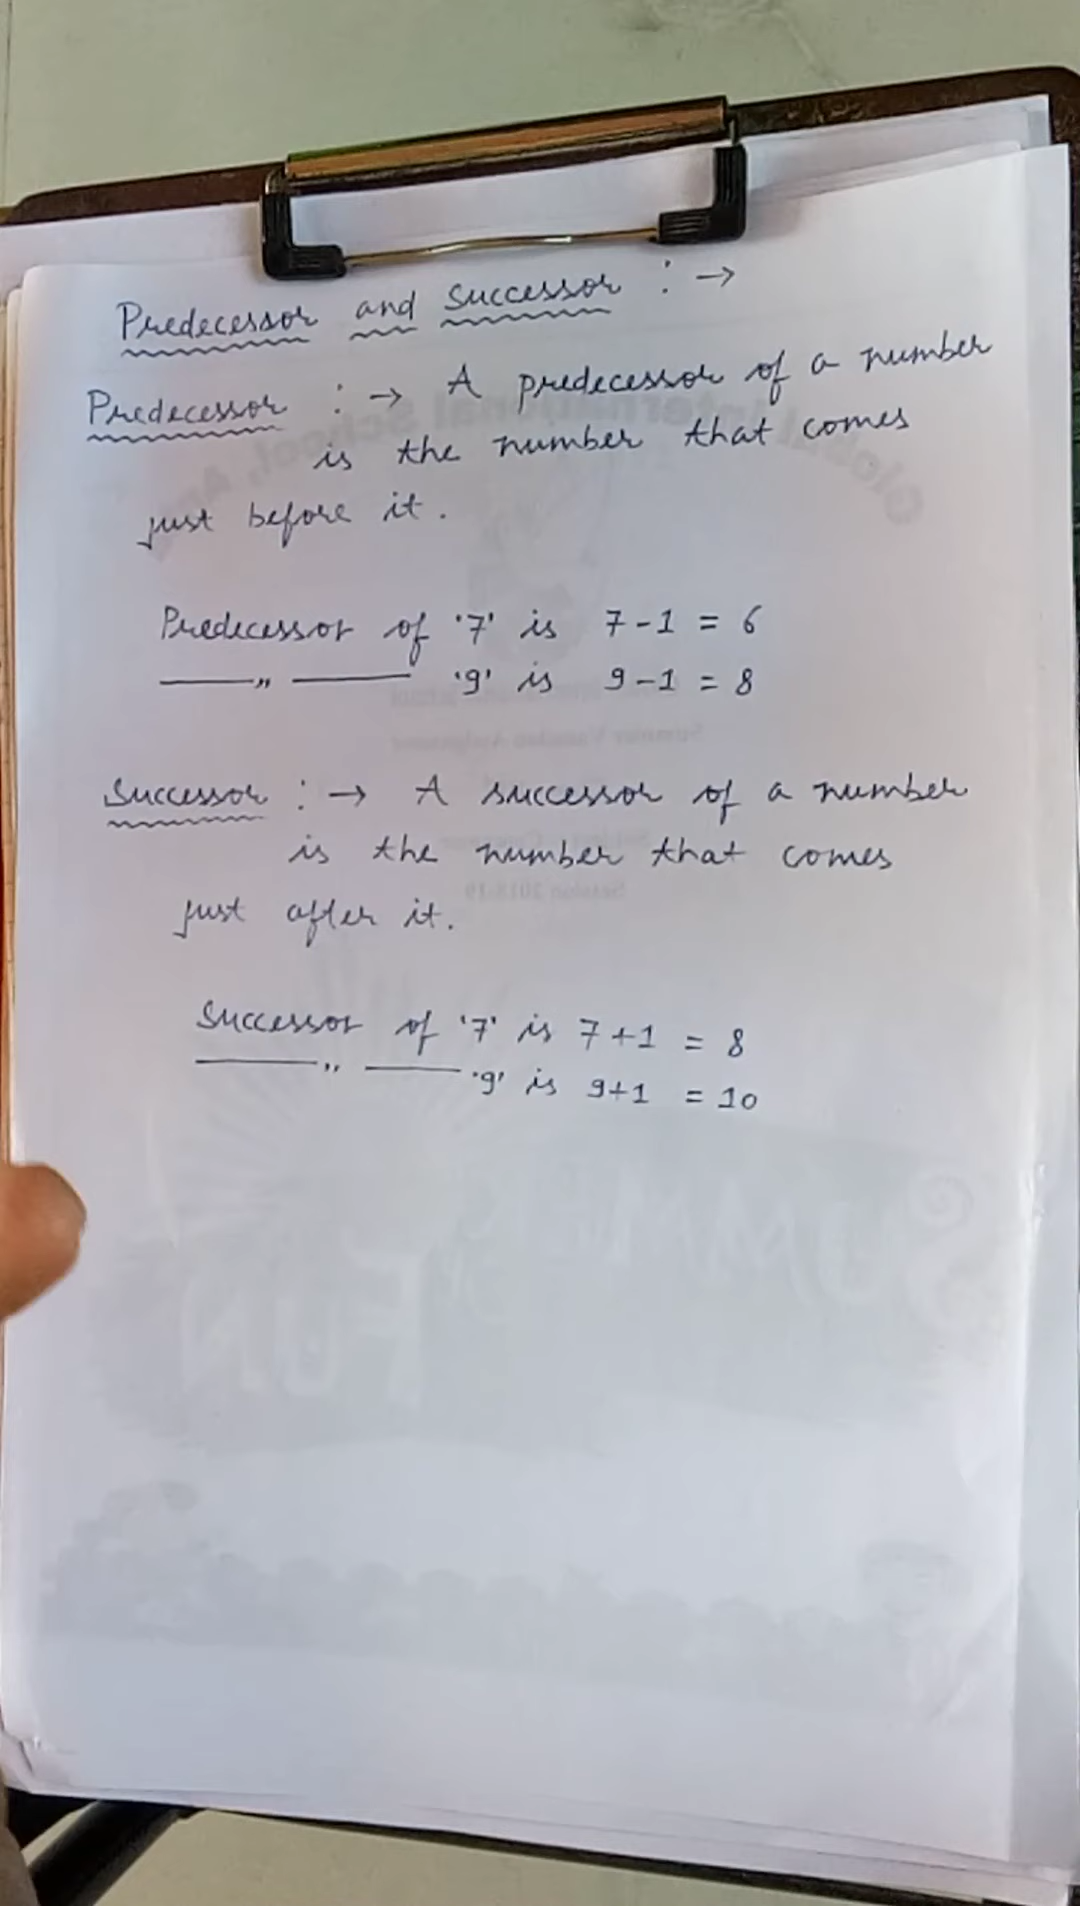 Predecessor and Successor : →
Predecessor : → A predecessor of a number
is the number that comes
just before it.
Predecessor of '7' is 7-1 = 6
——„—— '9' is 9-1 = 8
Successor : → A successor of a number
is the number that comes
just after it.
Successor of '7' is 7+1 = 8
——„—— '9' is 9+1 = 10